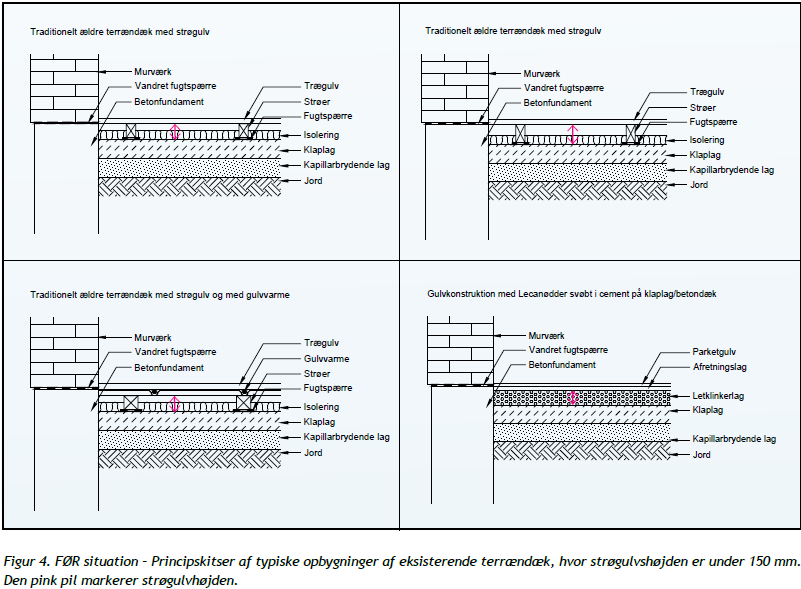 Traditionelt ældre terrændæk med strøgulv
Murværk
Vandret fugtspærre
Betonfundament
Trægulv
Strøer
Fugtspærre
Isolering
Klaplag
Kapillarbrydende lag
Jord
Traditionelt ældre terrændæk med strøgulv
Murværk
Vandret fugtspærre
Betonfundament
Trægulv
Strøer
Fugtspærre
Isolering
Klaplag
Kapillarbrydende lag
Jord
Traditionelt ældre terrændæk med strøgulv og med gulvvarme
Murværk
Vandret fugtspærre
Betonfundament
Trægulv
Gulvvarme
Strøer
Fugtspærre
Isolering
Klaplag
Kapillarbrydende lag
Jord
Gulvkonstruktion med Lecanødder svøbt i cement på klaplag/betondæk
Murværk
Vandret fugtspærre
Betonfundament
Parketgulv
Afretningslag
Letklinkerlag
Klaplag
Kapillarbrydende lag
Jord
Figur 4. FØR situation - Principskitser af typiske opbygninger af eksisterende terrændæk, hvor strøgulvshøjden er under 150 mm.
Den pink pil markerer strøgulvhøjden.